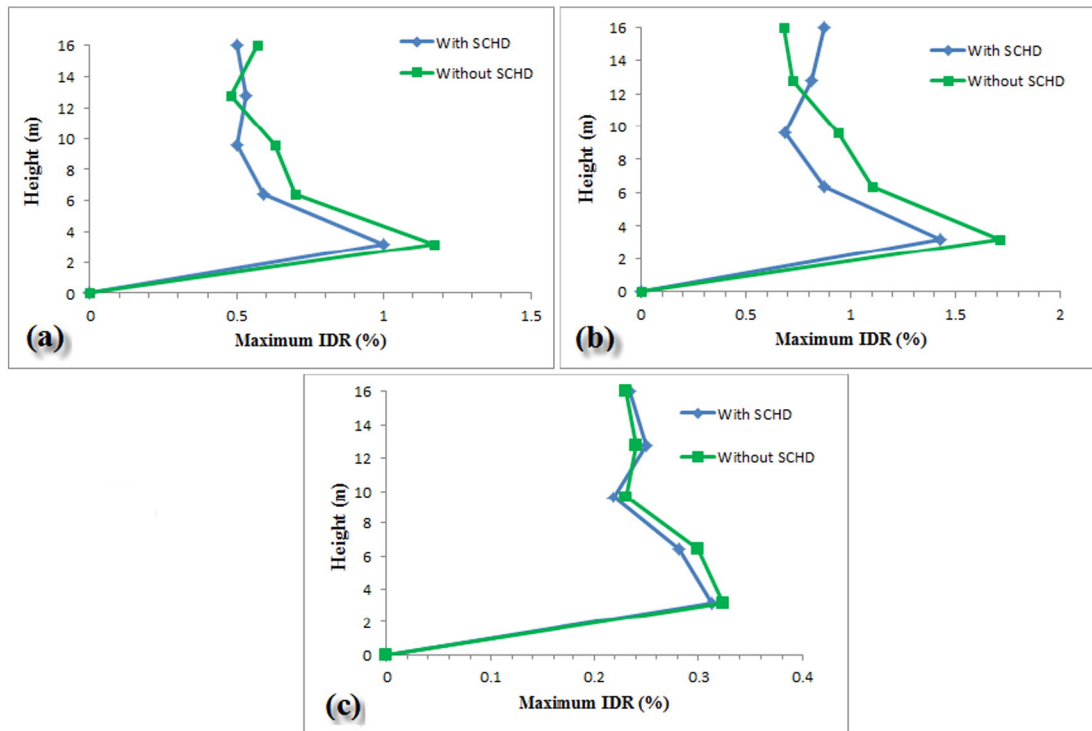 16
14
12
10
8
6
4
2
0
Height (m)
With SCHD
Without SCHD
0
0.5
1
1.5
Maximum IDR (%)
(a)
16
14
12
10
8
6
4
2
0
Height (m)
With SCHD
Without SCHD
0
0.5
1
1.5
2
Maximum IDR (%)
(b)
16
14
12
10
8
6
4
2
0
Height (m)
With SCHD
Without SCHD
0
0.1
0.2
0.3
0.4
Maximum IDR (%)
(c)